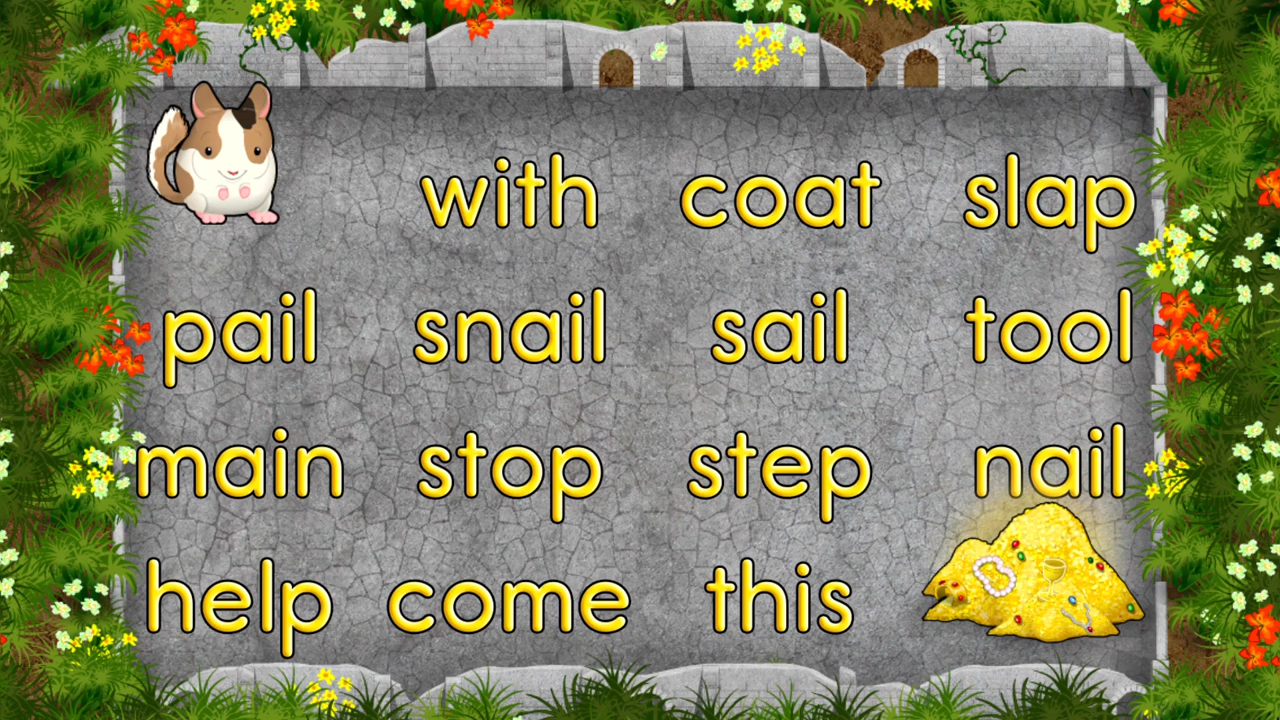 with coat slap
pail snail sail tool
main stop step nail
help come this